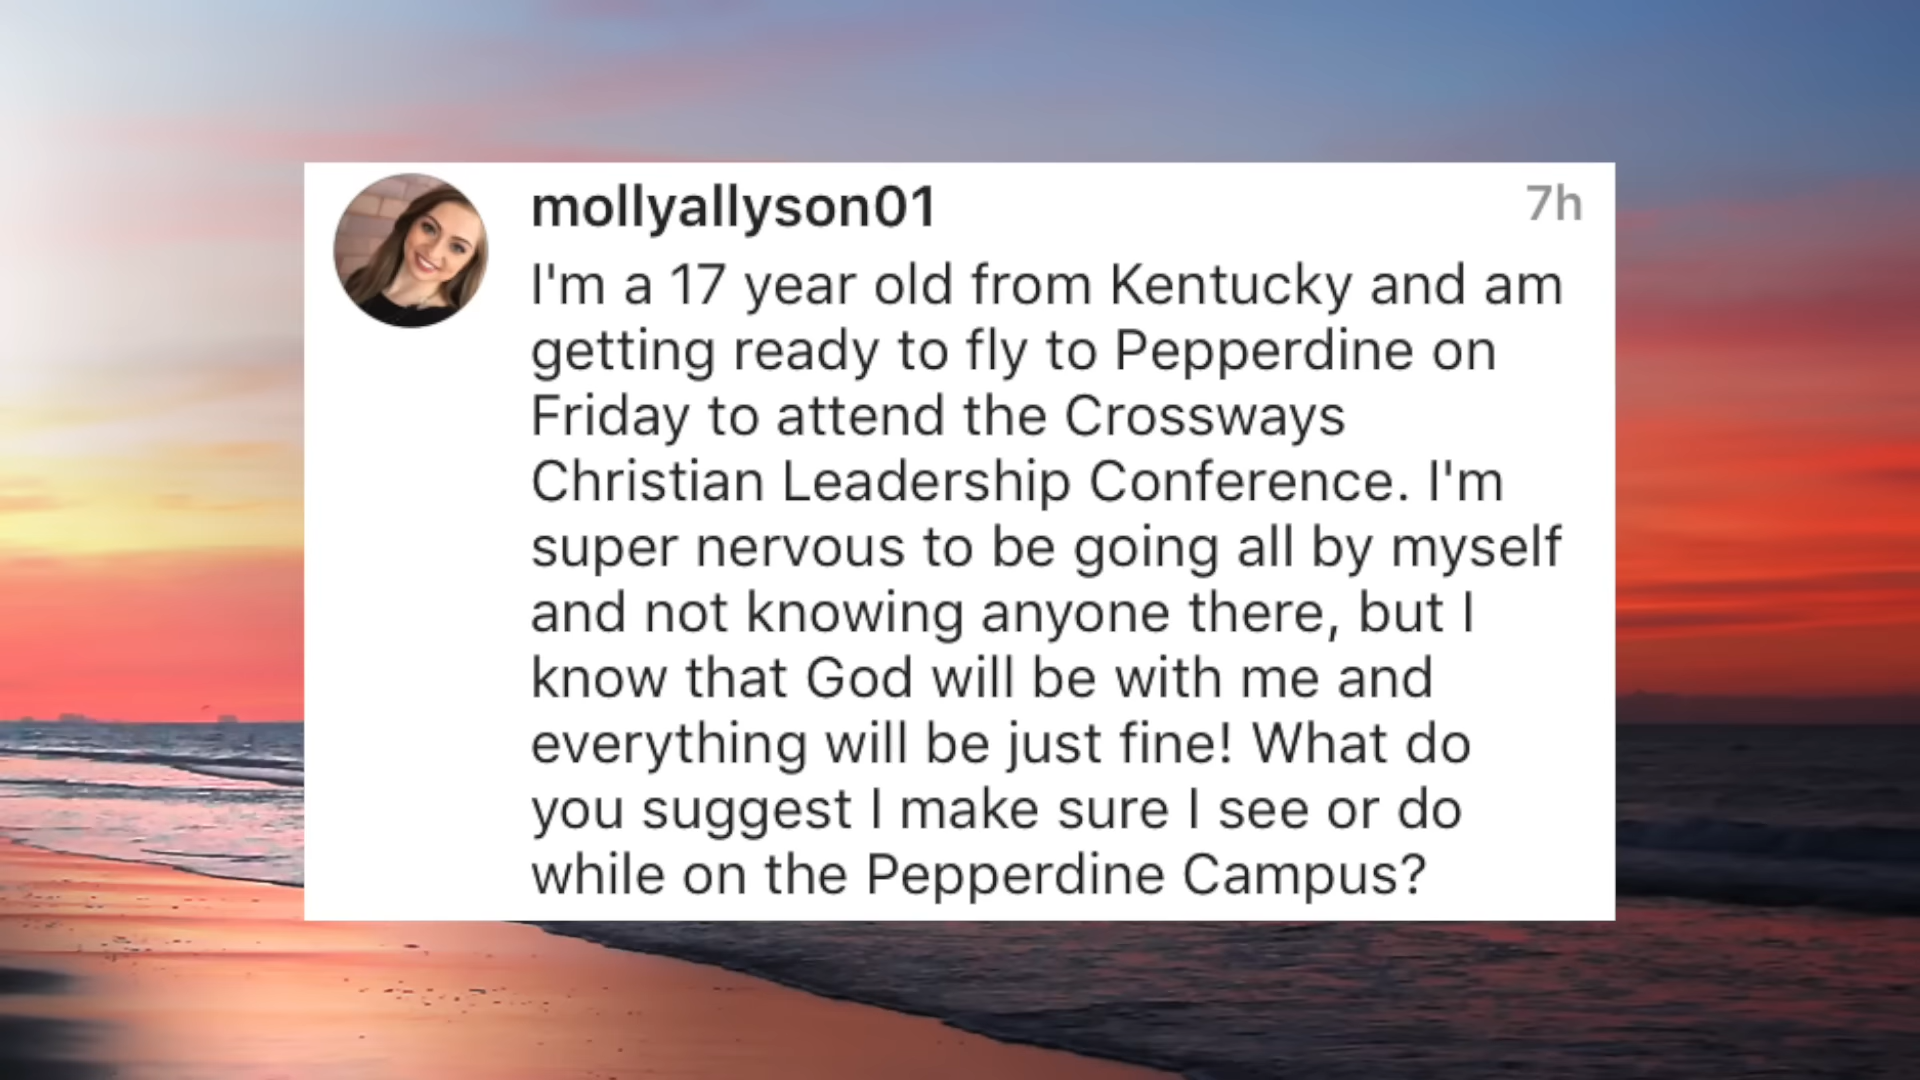 mollyallyson01 7h
I'm a 17 year old from Kentucky and am
getting ready to fly to Pepperdine on
Friday to attend the Crossways
Christian Leadership Conference. I'm
super nervous to be going all by myself
and not knowing anyone there, but I
know that God will be with me and
everything will be just fine! What do
you suggest I make sure I see or do
while on the Pepperdine Campus?